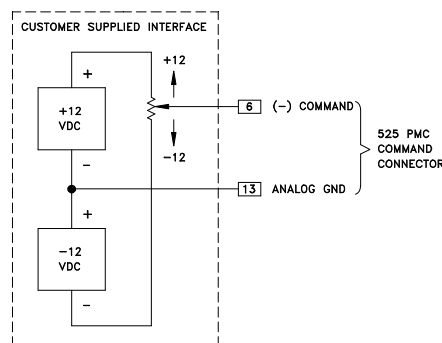 CUSTOMER SUPPLIED INTERFACE
+12
+
+12
VDC
-
-12
6 (-) COMMAND
13 ANALOG GND
525 PMC
COMMAND
CONNECTOR
+
-12
VDC
-